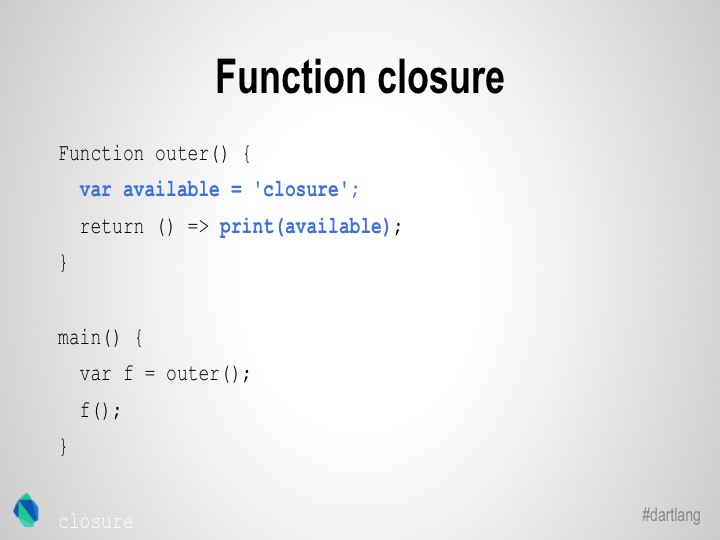 Function closure
Function outer() {
var available = 'closure';
return () => print(available);
}
main() {
var f = outer();
f();
}
closure
#dartlang